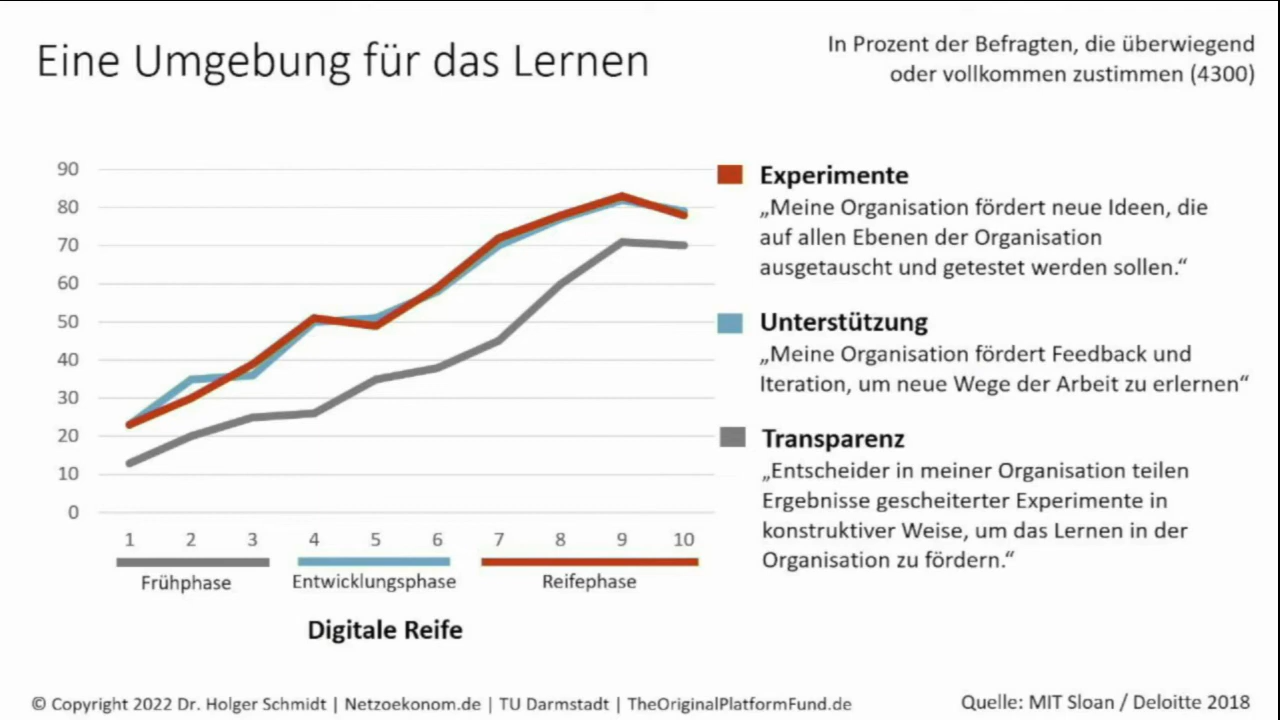 Eine Umgebung für das Lernen
In Prozent der Befragten, die überwiegend
oder vollkommen zustimmen (4300)
90
80
70
60
50
40
30
20
10
0
1 2 3 4 5 6 7 8 9 10
Frühphase Entwicklungsphase Reifephase
Digitale Reife
Experimente
„Meine Organisation fördert neue Ideen, die
auf allen Ebenen der Organisation
ausgetauscht und getestet werden sollen.“
Unterstützung
„Meine Organisation fördert Feedback und
Iteration, um neue Wege der Arbeit zu erlernen“
Transparenz
„Entscheider in meiner Organisation teilen
Ergebnisse gescheiterter Experimente in
konstruktiver Weise, um das Lernen in der
Organisation zu fördern.“
© Copyright 2022 Dr. Holger Schmidt | Netzoekonom.de | TU Darmstadt | TheOriginalPlatformFund.de
Quelle: MIT Sloan / Deloitte 2018